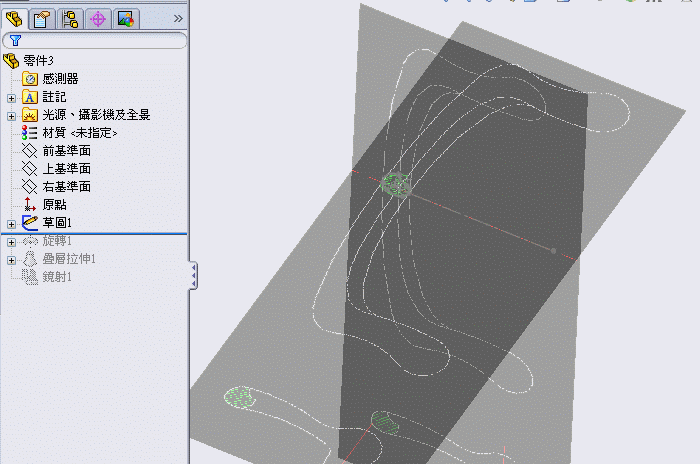 零件3
感測器
註記
光源、攝影機及全景
材質 <未指定>
前基準面
上基準面
右基準面
原點
草圖1
旋轉1
疊層拉伸1
鏡射1